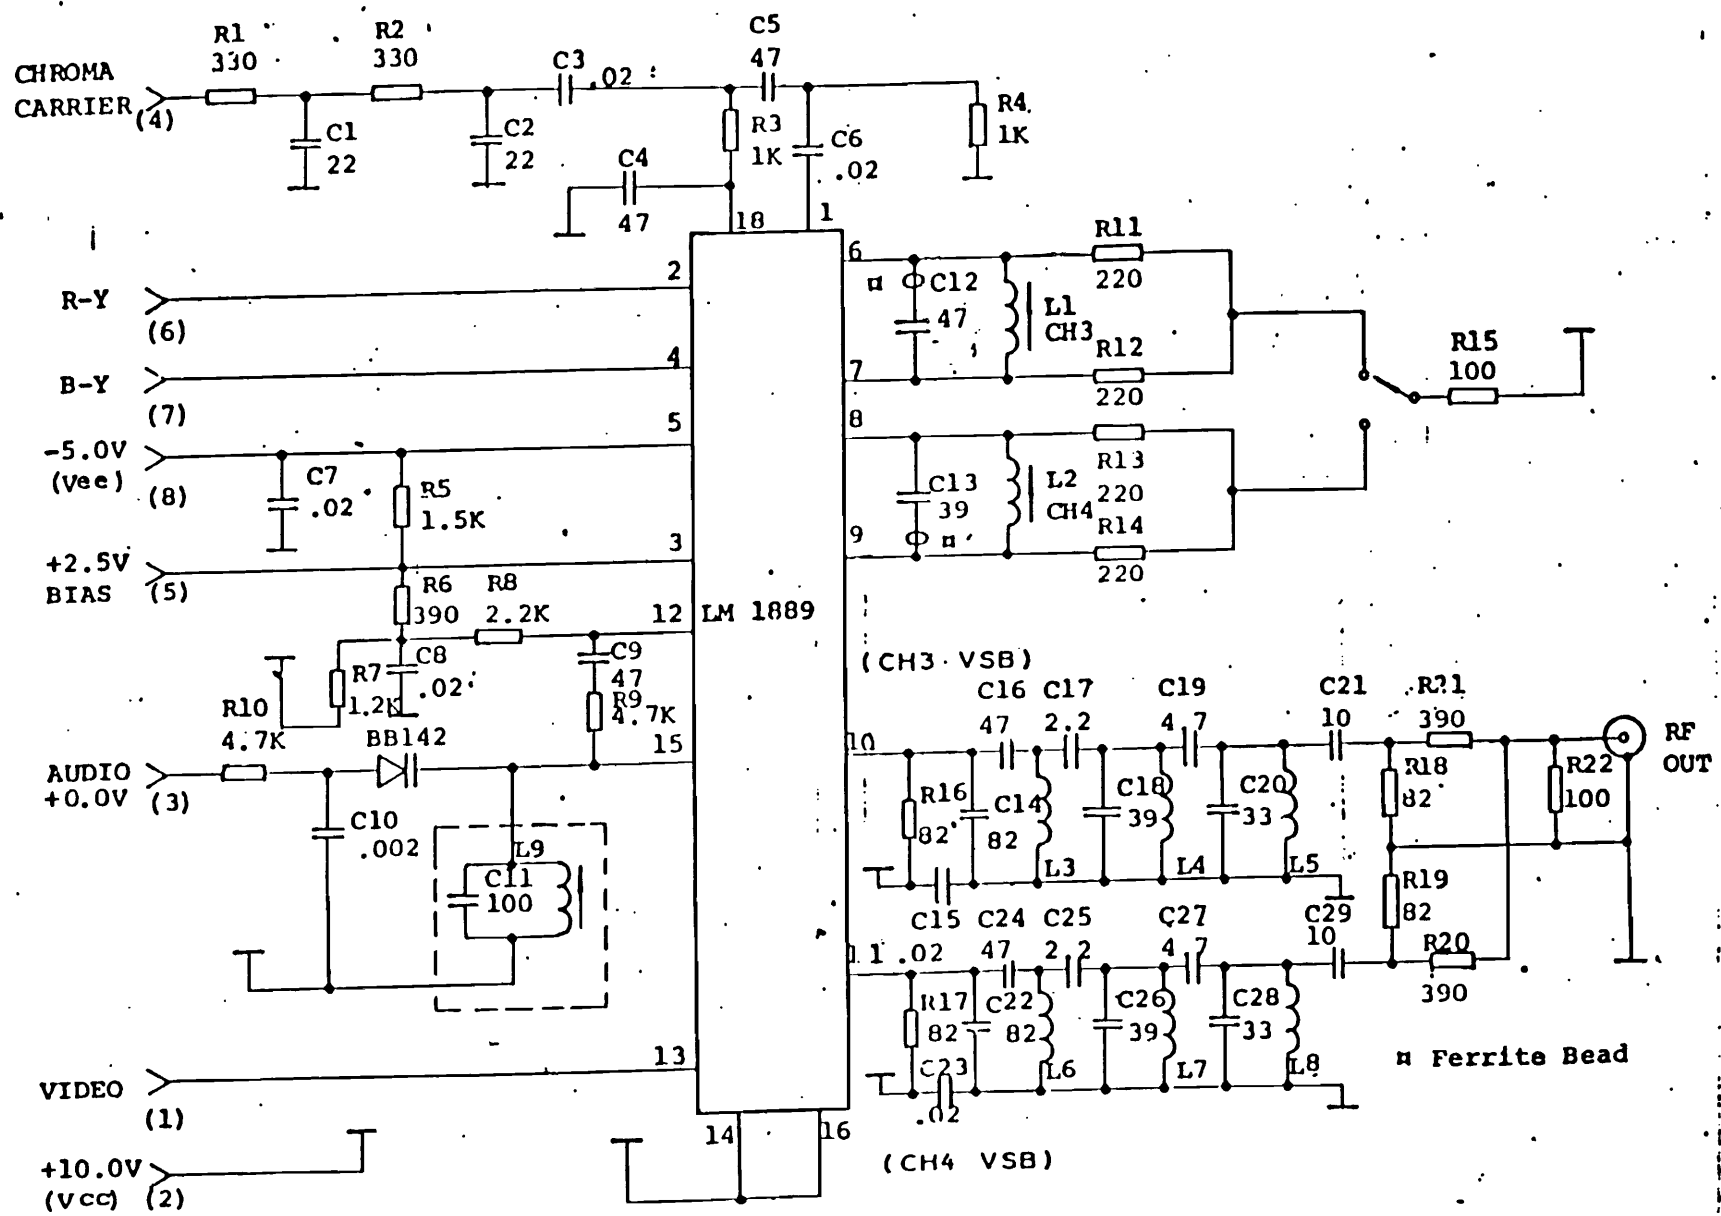 R1
330
R2
330
C3
.02
C5
47
CHROMA
CARRIER
(4)
C1
22
C2
22
C4
47
R3
1K
C6
.02
R4
1K
18
1
R-Y
(6)
2
B-Y
(7)
4
-5.0V
(Vee)
(8)
5
C7
.02
R5
1.5K
+2.5V
BIAS
(5)
3
R6
390
R8
2.2K
12
LM 1889
R7
1.2K
C8
.02
C9
47
R9
4.7K
R10
4.7K
BB142
15
AUDIO
+0.0V
(3)
C10
.002
L9
C11
100
VIDEO
(1)
13
+10.0V
(VCC)
(2)
14
16
6
¤
C12
47
L1
CH3
R11
220
R12
220
7
8
C13
39
¤
L2
CH4
R13
220
R14
220
9
R15
100
(CH3 VSB)
10
C16
47
C17
2.2
C19
4.7
C21
10
R21
390
RF
OUT
R16
82
C14
82
L3
C18
39
L4
C20
33
L5
R18
82
R22
100
C15
.02
R19
82
11
C24
47
C25
2.2
C27
4.7
C29
10
R20
390
R17
82
C22
82
L6
C26
39
L7
C28
33
L8
C23
.02
(CH4 VSB)
¤ Ferrite Bead